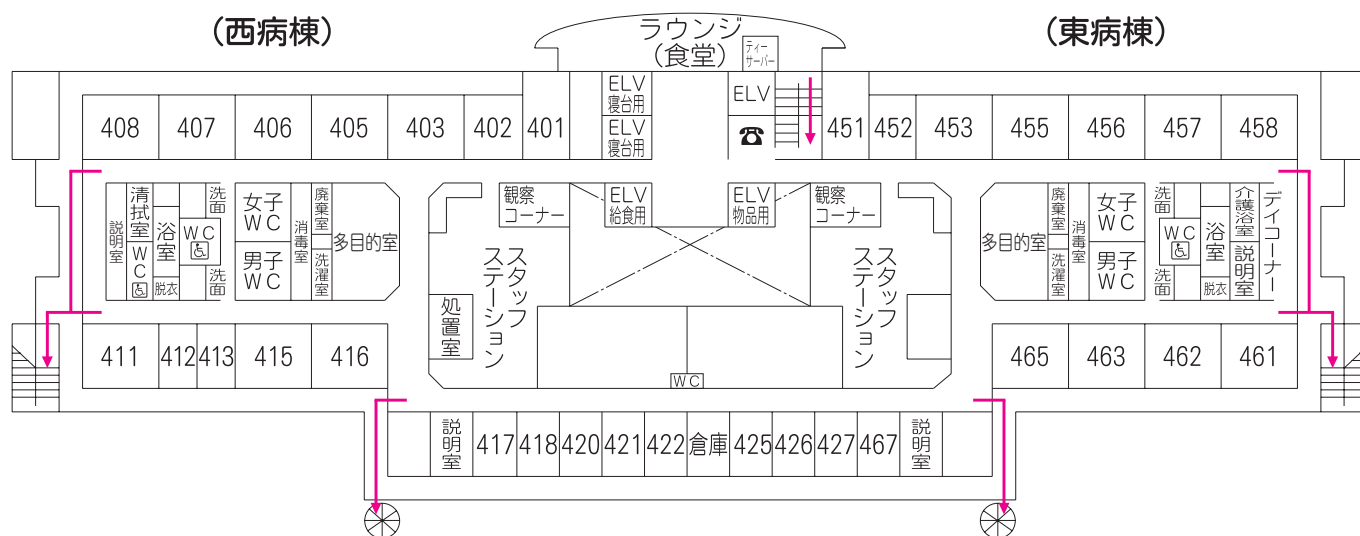 (西病棟)
ラウンジ
(食堂)
ティー
サーバー
(東病棟)
408
407
406
405
403
402
401
ELV
寝台用
ELV
寝台用
ELV
451
452
453
455
456
457
458
説明室
清拭室
WC
浴室
脱衣
洗面
WC
洗面
女子
WC
男子
WC
消毒室
廃棄室
洗濯室
多目的室
観察
コーナー
ELV
給食用
ELV
物品用
観察
コーナー
スタッフ
ステーション
処置室
スタッフ
ステーション
WC
多目的室
廃棄室
洗濯室
消毒室
女子
WC
男子
WC
洗面
WC
洗面
浴室
脱衣
介護浴室
説明室
デイコーナー
411
412
413
415
416
465
463
462
461
説明室
417
418
420
421
422
倉庫
425
426
427
467
説明室